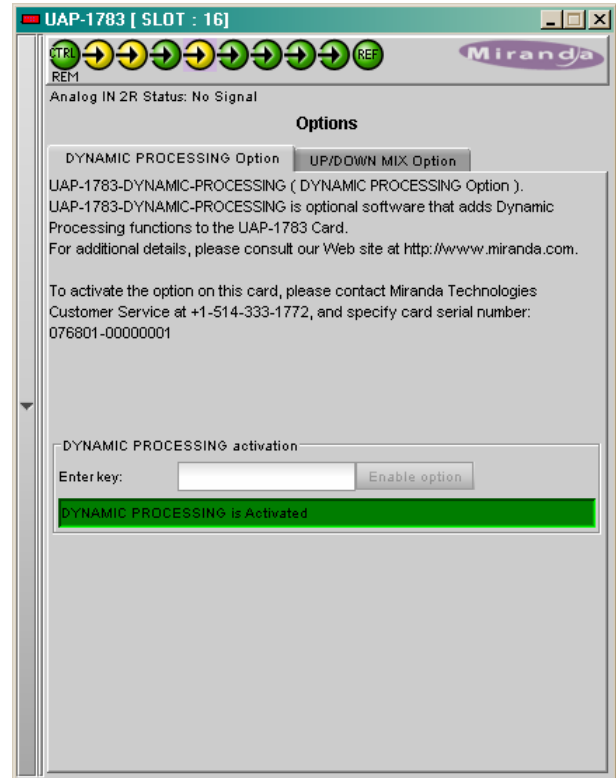 UAP-1783 [ SLOT : 16]
CTRL
REM
REF
Miranda
Analog IN 2R Status: No Signal
Options
DYNAMIC PROCESSING Option
UP/DOWN MIX Option
UAP-1783-DYNAMIC-PROCESSING ( DYNAMIC PROCESSING Option ).
UAP-1783-DYNAMIC-PROCESSING is optional software that adds Dynamic
Processing functions to the UAP-1783 Card.
For additional details, please consult our Web site at http://www.miranda.com.
To activate the option on this card, please contact Miranda Technologies
Customer Service at +1-514-333-1772, and specify card serial number:
076801-00000001
DYNAMIC PROCESSING activation
Enter key:
Enable option
DYNAMIC PROCESSING is Activated